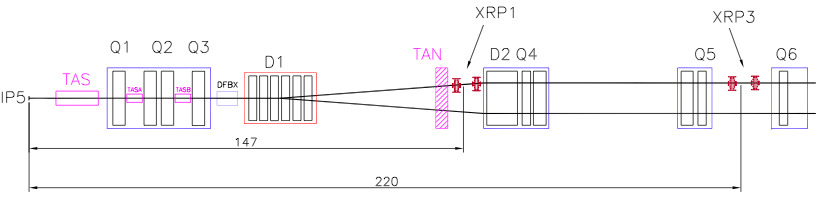 XRP1
XRP3
Q1
Q2
Q3
D1
TAN
D2
Q4
Q5
Q6
TAS
TASA
TASB
DFBX
IP5
147
220